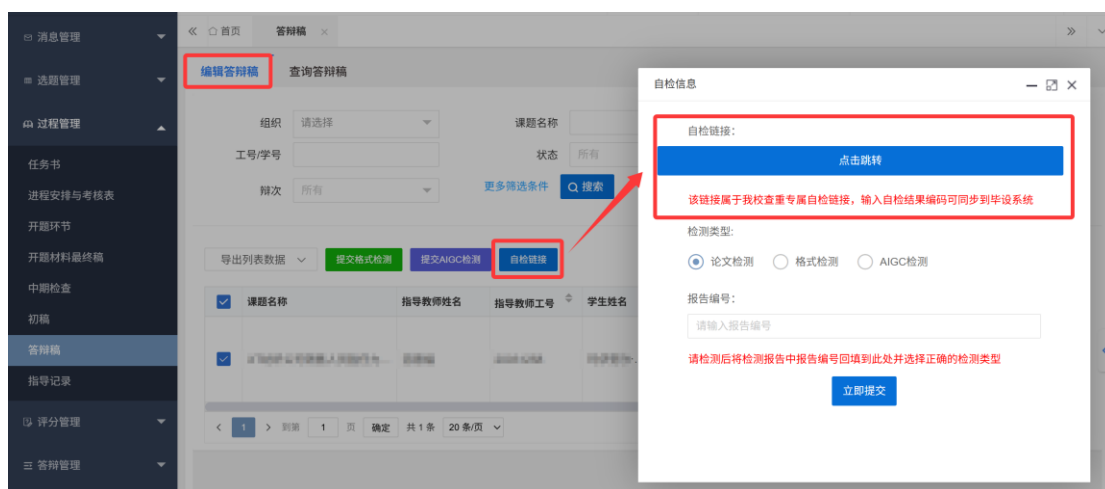 消息管理
首页 答辩稿
选题管理
编辑答辩稿 查询答辩稿
自检信息
过程管理
组织 请选择 课题名称
自检链接:
任务书
工号/学号 状态 所有
点击跳转
进程安排与考核表
辩次 所有 更多筛选条件 搜索
该链接属于我校查重专属自检链接，输入自检结果编码可同步到毕设系统
开题环节
检测类型:
开题材料最终稿
导出列表数据 提交格式检测 提交AIGC检测 自检链接
论文检测 格式检测 AIGC检测
中期检查
课题名称 指导教师姓名 指导教师工号 学生姓名
报告编号:
初稿
请输入报告编号
答辩稿
请检测后将检测报告中报告编号回填到此处并选择正确的检测类型
指导记录
立即提交
评分管理
1 到第 1 页 确定 共 1 条 20 条/页
答辩管理